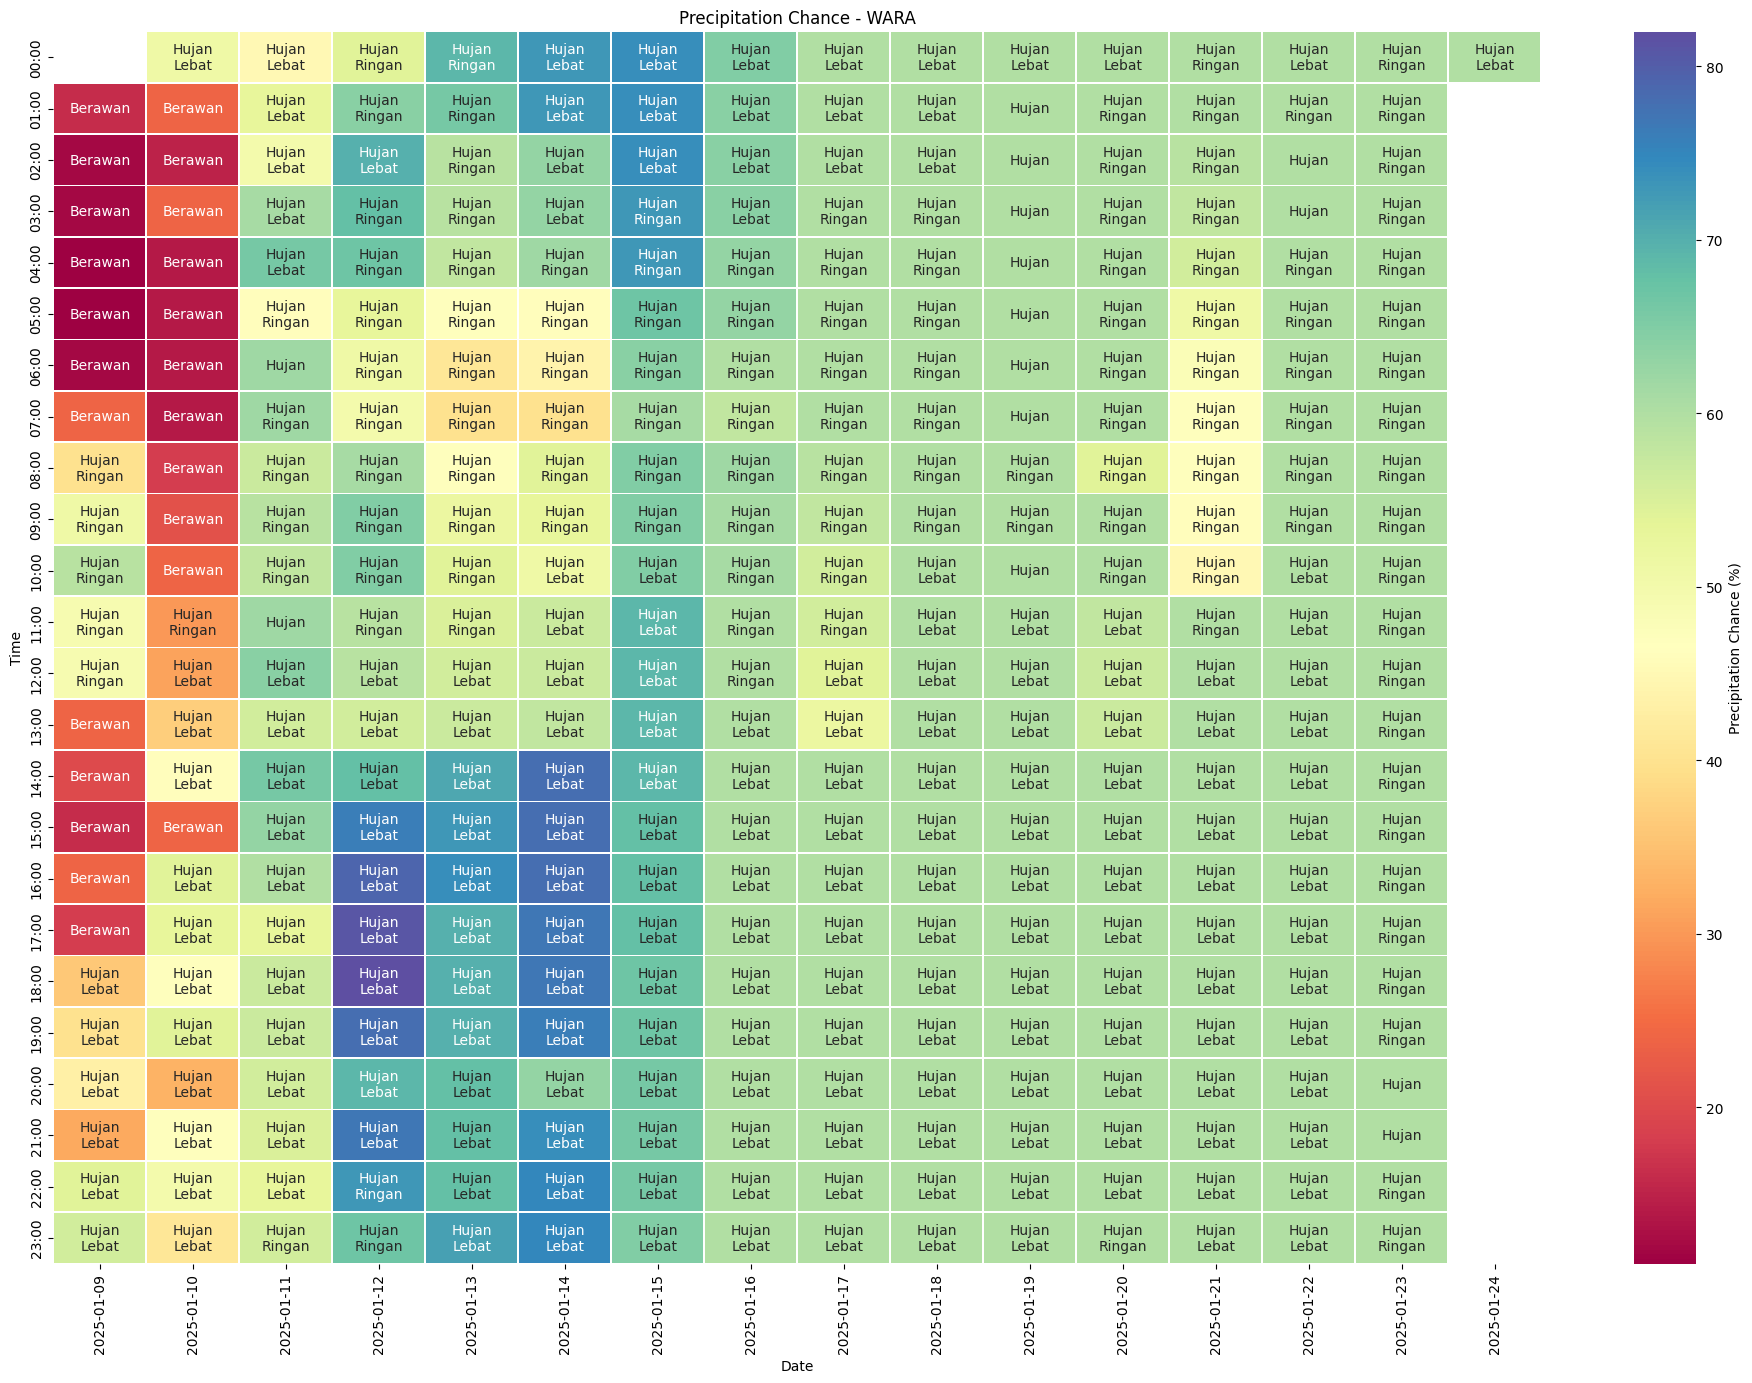 Precipitation Chance - WARA
00:00 Hujan Lebat Hujan Lebat Hujan Ringan Hujan Ringan Hujan Lebat Hujan Lebat Hujan Lebat Hujan Lebat Hujan Lebat Hujan Lebat Hujan Lebat Hujan Ringan Hujan Lebat Hujan Ringan Hujan Lebat
01:00 Berawan Berawan Hujan Lebat Hujan Ringan Hujan Ringan Hujan Lebat Hujan Lebat Hujan Lebat Hujan Lebat Hujan Lebat Hujan Hujan Ringan Hujan Ringan Hujan Ringan Hujan Ringan
02:00 Berawan Berawan Hujan Lebat Hujan Lebat Hujan Ringan Hujan Lebat Hujan Lebat Hujan Lebat Hujan Lebat Hujan Lebat Hujan Hujan Ringan Hujan Ringan Hujan Hujan Ringan
03:00 Berawan Berawan Hujan Lebat Hujan Ringan Hujan Ringan Hujan Lebat Hujan Ringan Hujan Lebat Hujan Ringan Hujan Ringan Hujan Hujan Ringan Hujan Ringan Hujan Hujan Ringan
04:00 Berawan Berawan Hujan Lebat Hujan Ringan Hujan Ringan Hujan Ringan Hujan Ringan Hujan Ringan Hujan Ringan Hujan Ringan Hujan Hujan Ringan Hujan Ringan Hujan Ringan Hujan Ringan
05:00 Berawan Berawan Hujan Ringan Hujan Ringan Hujan Ringan Hujan Ringan Hujan Ringan Hujan Ringan Hujan Ringan Hujan Ringan Hujan Hujan Ringan Hujan Ringan Hujan Ringan Hujan Ringan
06:00 Berawan Berawan Hujan Hujan Ringan Hujan Ringan Hujan Ringan Hujan Ringan Hujan Ringan Hujan Ringan Hujan Ringan Hujan Hujan Ringan Hujan Ringan Hujan Ringan Hujan Ringan
07:00 Berawan Berawan Hujan Ringan Hujan Ringan Hujan Ringan Hujan Ringan Hujan Ringan Hujan Ringan Hujan Ringan Hujan Ringan Hujan Hujan Ringan Hujan Ringan Hujan Ringan Hujan Ringan
08:00 Hujan Ringan Berawan Hujan Ringan Hujan Ringan Hujan Ringan Hujan Ringan Hujan Ringan Hujan Ringan Hujan Ringan Hujan Ringan Hujan Ringan Hujan Ringan Hujan Ringan Hujan Ringan Hujan Ringan
09:00 Hujan Ringan Berawan Hujan Ringan Hujan Ringan Hujan Ringan Hujan Ringan Hujan Ringan Hujan Ringan Hujan Ringan Hujan Ringan Hujan Ringan Hujan Ringan Hujan Ringan Hujan Ringan Hujan Ringan
10:00 Hujan Ringan Berawan Hujan Ringan Hujan Ringan Hujan Ringan Hujan Lebat Hujan Lebat Hujan Ringan Hujan Ringan Hujan Lebat Hujan Hujan Ringan Hujan Ringan Hujan Lebat Hujan Ringan
11:00 Hujan Ringan Hujan Ringan Hujan Hujan Ringan Hujan Ringan Hujan Lebat Hujan Lebat Hujan Ringan Hujan Ringan Hujan Lebat Hujan Lebat Hujan Lebat Hujan Ringan Hujan Lebat Hujan Ringan
12:00 Hujan Ringan Hujan Lebat Hujan Lebat Hujan Lebat Hujan Lebat Hujan Lebat Hujan Lebat Hujan Ringan Hujan Lebat Hujan Lebat Hujan Lebat Hujan Lebat Hujan Lebat Hujan Lebat Hujan Ringan
13:00 Berawan Hujan Lebat Hujan Lebat Hujan Lebat Hujan Lebat Hujan Lebat Hujan Lebat Hujan Lebat Hujan Lebat Hujan Lebat Hujan Lebat Hujan Lebat Hujan Lebat Hujan Lebat Hujan Ringan
14:00 Berawan Hujan Lebat Hujan Lebat Hujan Lebat Hujan Lebat Hujan Lebat Hujan Lebat Hujan Lebat Hujan Lebat Hujan Lebat Hujan Lebat Hujan Lebat Hujan Lebat Hujan Lebat Hujan Ringan
15:00 Berawan Berawan Hujan Lebat Hujan Lebat Hujan Lebat Hujan Lebat Hujan Lebat Hujan Lebat Hujan Lebat Hujan Lebat Hujan Lebat Hujan Lebat Hujan Lebat Hujan Lebat Hujan Ringan
16:00 Berawan Hujan Lebat Hujan Lebat Hujan Lebat Hujan Lebat Hujan Lebat Hujan Lebat Hujan Lebat Hujan Lebat Hujan Lebat Hujan Lebat Hujan Lebat Hujan Lebat Hujan Lebat Hujan Ringan
17:00 Berawan Hujan Lebat Hujan Lebat Hujan Lebat Hujan Lebat Hujan Lebat Hujan Lebat Hujan Lebat Hujan Lebat Hujan Lebat Hujan Lebat Hujan Lebat Hujan Lebat Hujan Lebat Hujan Ringan
18:00 Hujan Lebat Hujan Lebat Hujan Lebat Hujan Lebat Hujan Lebat Hujan Lebat Hujan Lebat Hujan Lebat Hujan Lebat Hujan Lebat Hujan Lebat Hujan Lebat Hujan Lebat Hujan Lebat Hujan Ringan
19:00 Hujan Lebat Hujan Lebat Hujan Lebat Hujan Lebat Hujan Lebat Hujan Lebat Hujan Lebat Hujan Lebat Hujan Lebat Hujan Lebat Hujan Lebat Hujan Lebat Hujan Lebat Hujan Lebat Hujan Ringan
20:00 Hujan Lebat Hujan Lebat Hujan Lebat Hujan Lebat Hujan Lebat Hujan Lebat Hujan Lebat Hujan Lebat Hujan Lebat Hujan Lebat Hujan Lebat Hujan Lebat Hujan Lebat Hujan Lebat Hujan
21:00 Hujan Lebat Hujan Lebat Hujan Lebat Hujan Lebat Hujan Lebat Hujan Lebat Hujan Lebat Hujan Lebat Hujan Lebat Hujan Lebat Hujan Lebat Hujan Lebat Hujan Lebat Hujan Lebat Hujan
22:00 Hujan Lebat Hujan Lebat Hujan Lebat Hujan Ringan Hujan Lebat Hujan Lebat Hujan Lebat Hujan Lebat Hujan Lebat Hujan Lebat Hujan Lebat Hujan Lebat Hujan Lebat Hujan Lebat Hujan Ringan
23:00 Hujan Lebat Hujan Lebat Hujan Ringan Hujan Ringan Hujan Lebat Hujan Lebat Hujan Lebat Hujan Lebat Hujan Lebat Hujan Lebat Hujan Lebat Hujan Ringan Hujan Lebat Hujan Lebat Hujan Ringan
Time
2025-01-09 2025-01-10 2025-01-11 2025-01-12 2025-01-13 2025-01-14 2025-01-15 2025-01-16 2025-01-17 2025-01-18 2025-01-19 2025-01-20 2025-01-21 2025-01-22 2025-01-23 2025-01-24
Date
80
70
60
50
40
30
20
Precipitation Chance (%)